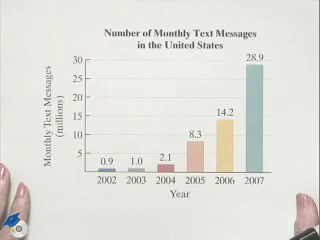 Number of Monthly Text Messages
in the United States
Monthly Text Messages
(millions)
30
25
20
15
10
5
0.9
1.0
2.1
8.3
14.2
28.9
2002 2003 2004 2005 2006 2007
Year